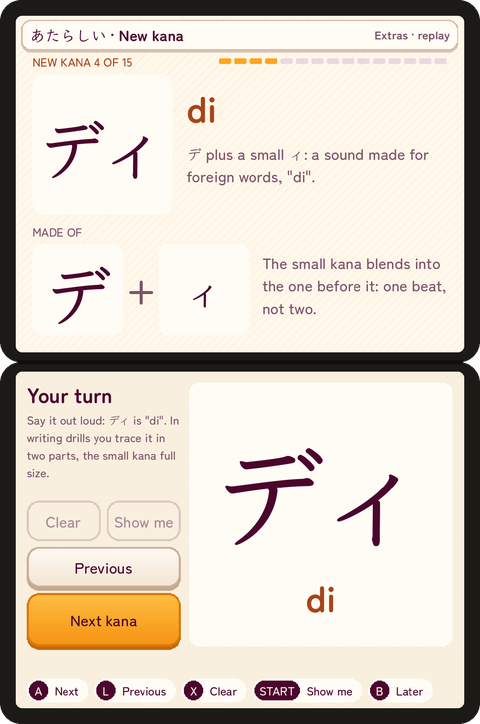 あたらしい・New kana
Extras · replay
NEW KANA 4 OF 15
ディ
di
デ plus a small ィ: a sound made for
foreign words, "di".
MADE OF
デ + ィ
The small kana blends into
the one before it: one beat,
not two.
Your turn
Say it out loud: ディ is "di". In
writing drills you trace it in
two parts, the small kana full
size.
Clear
Show me
Previous
Next kana
ディ
di
A Next
L Previous
X Clear
START Show me
B Later